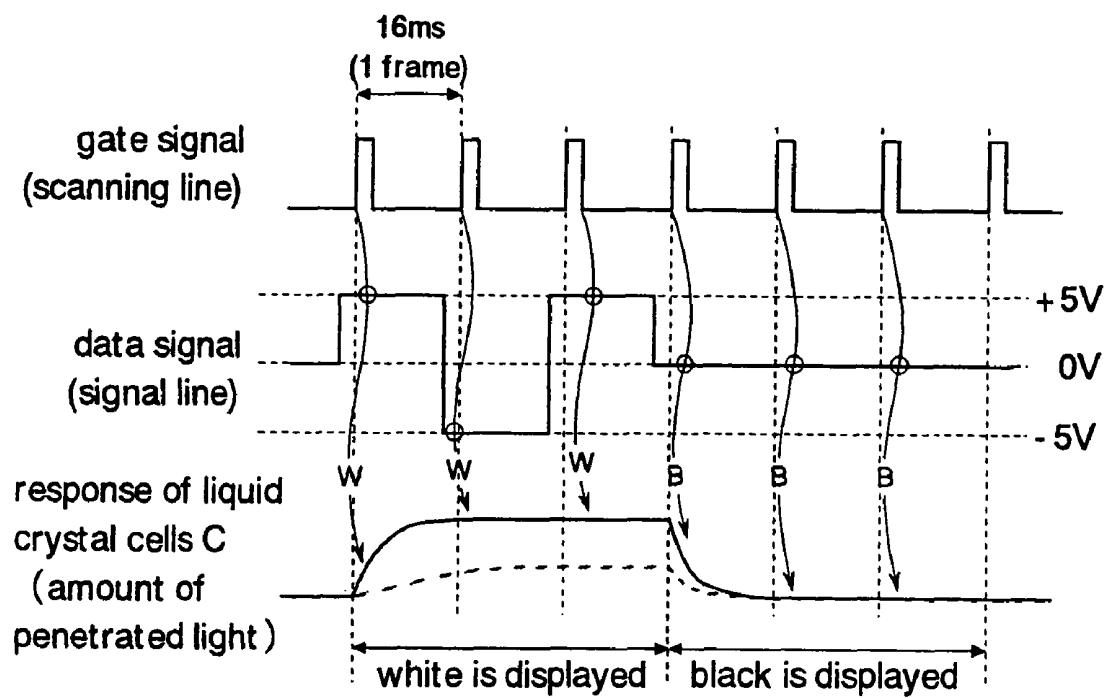 16ms
(1 frame)
gate signal
(scanning line)
+5V
data signal
(signal line)
0V
-5V
W
W
W
B
B
B
response of liquid
crystal cells C
(amount of
penetrated light)
white is displayed
black is displayed